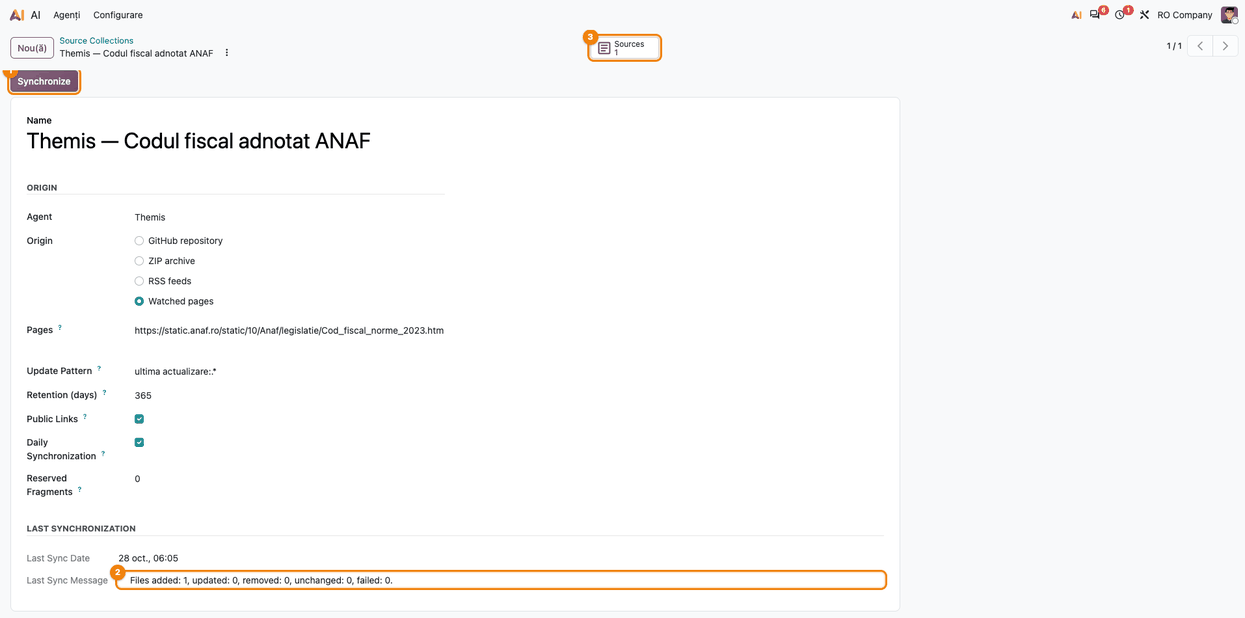 AI Agenți Configurare 6 1 RO Company
Nou(ă) Source Collections
Themis — Codul fiscal adnotat ANAF
3 Sources
1
1 / 1
1
Synchronize
Name
Themis — Codul fiscal adnotat ANAF
ORIGIN
Agent Themis
Origin GitHub repository
ZIP archive
RSS feeds
Watched pages
Pages ? https://static.anaf.ro/static/10/Anaf/legislatie/Cod_fiscal_norme_2023.htm
Update Pattern ? ultima actualizare:.*
Retention (days) ? 365
Public Links ?
Daily
Synchronization ?
Reserved 0
Fragments ?
LAST SYNCHRONIZATION
Last Sync Date 28 oct., 06:05
2
Last Sync Message Files added: 1, updated: 0, removed: 0, unchanged: 0, failed: 0.